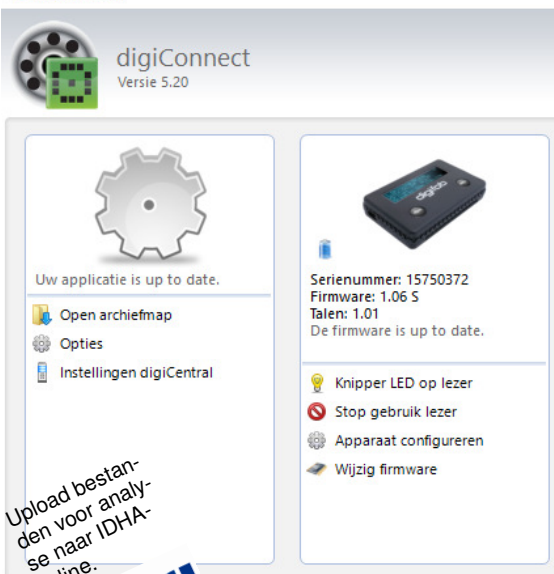 digiConnect
Versie 5.20
Uw applicatie is up to date.
Open archiefmap
Opties
Instellingen digiCentral
digifob
Serienummer: 15750372
Firmware: 1.06 S
Talen: 1.01
De firmware is up to date.
Knipper LED op lezer
Stop gebruik lezer
Apparaat configureren
Wijzig firmware
Upload bestan-
den voor analy-
se naar IDHA-